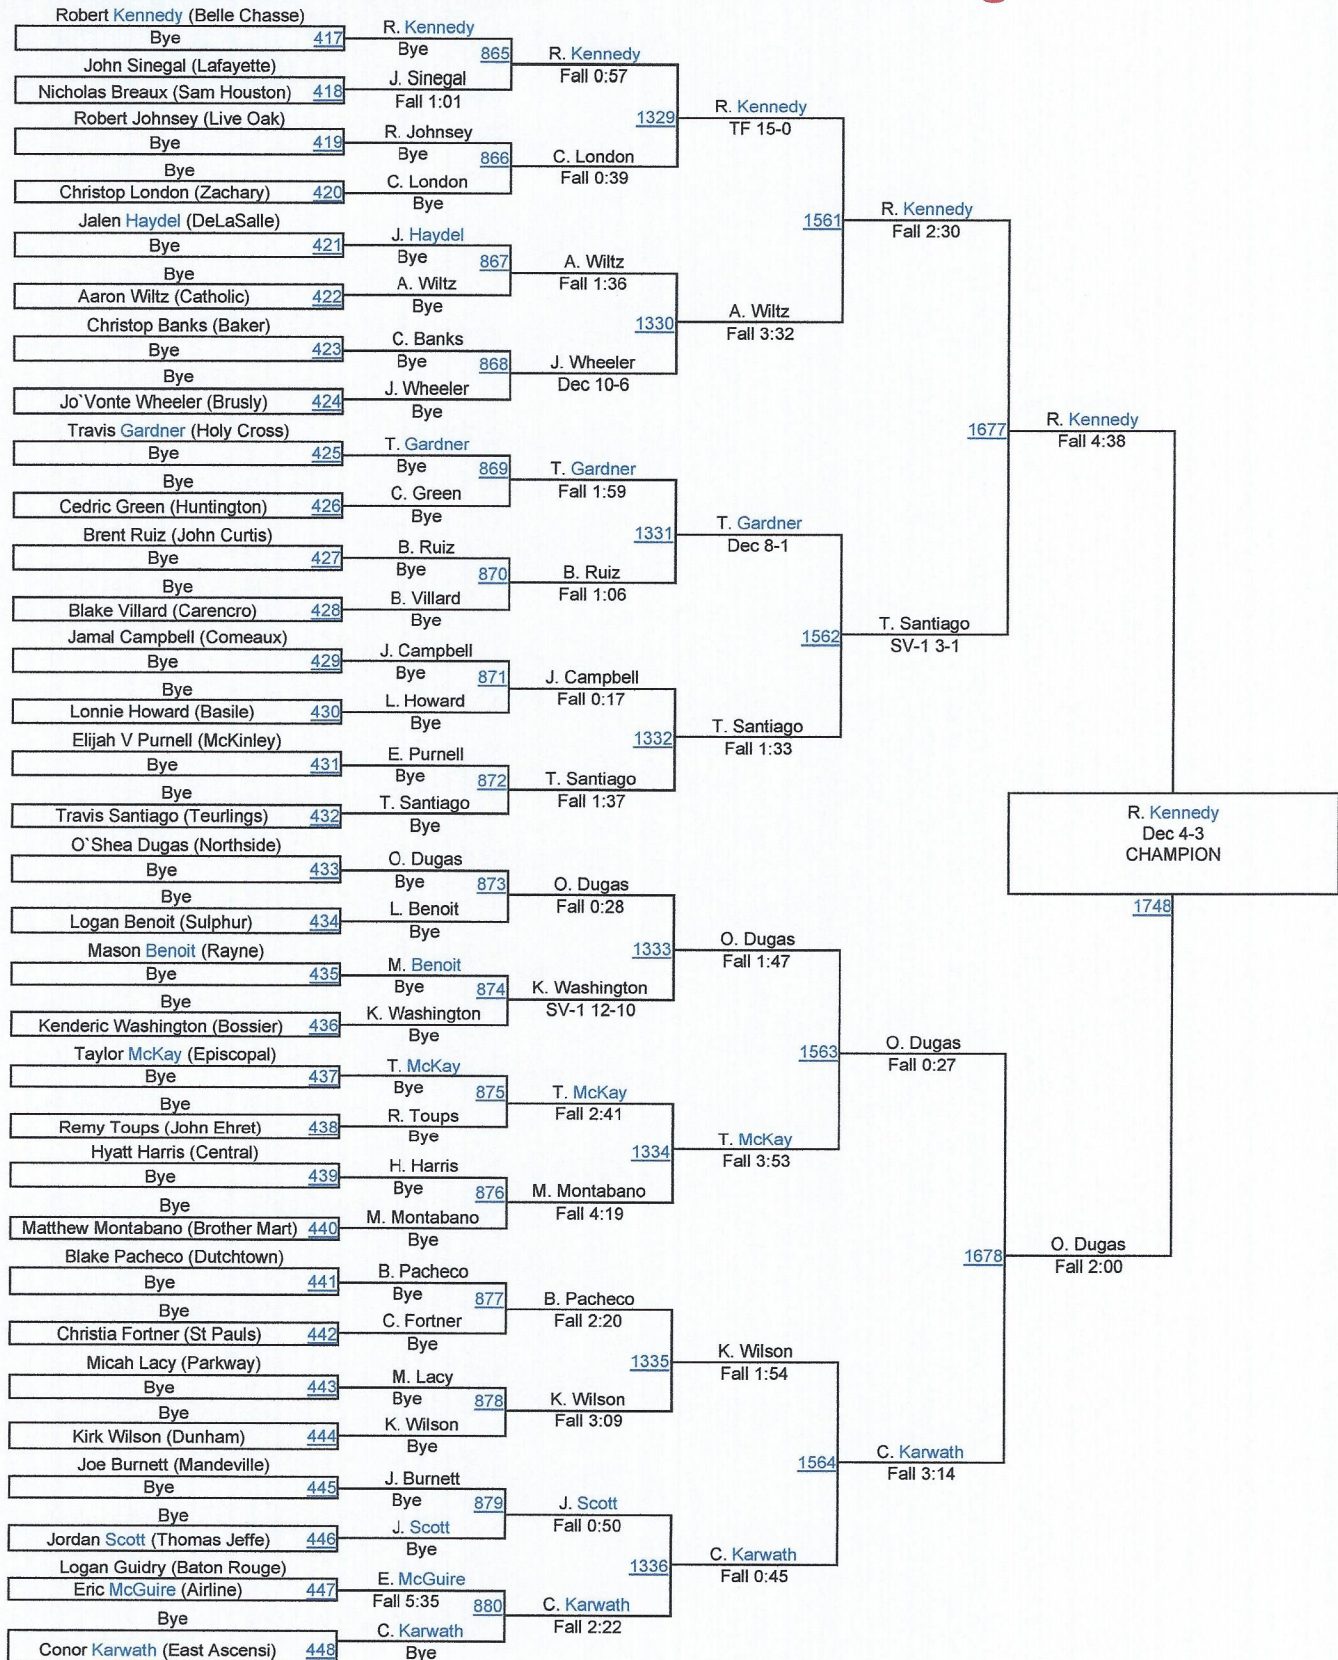 Robert Kennedy (Belle Chasse)
Bye 417
John Sinegal (Lafayette)
Nicholas Breaux (Sam Houston) 418
Robert Johnsey (Live Oak)
Bye 419
Bye
Christop London (Zachary) 420
Jalen Haydel (DeLaSalle)
Bye 421
Bye
Aaron Wiltz (Catholic) 422
Christop Banks (Baker)
Bye 423
Bye
Jo`Vonte Wheeler (Brusly) 424
Travis Gardner (Holy Cross)
Bye 425
Bye
Cedric Green (Huntington) 426
Brent Ruiz (John Curtis)
Bye 427
Bye
Blake Villard (Carencro) 428
Jamal Campbell (Comeaux)
Bye 429
Bye
Lonnie Howard (Basile) 430
Elijah V Purnell (McKinley)
Bye 431
Bye
Travis Santiago (Teurlings) 432
O`Shea Dugas (Northside)
Bye 433
Bye
Logan Benoit (Sulphur) 434
Mason Benoit (Rayne)
Bye 435
Bye
Kenderic Washington (Bossier) 436
Taylor McKay (Episcopal)
Bye 437
Bye
Remy Toups (John Ehret) 438
Hyatt Harris (Central)
Bye 439
Bye
Matthew Montabano (Brother Mart) 440
Blake Pacheco (Dutchtown)
Bye 441
Bye
Christia Fortner (St Pauls) 442
Micah Lacy (Parkway)
Bye 443
Bye
Kirk Wilson (Dunham) 444
Joe Burnett (Mandeville)
Bye 445
Bye
Jordan Scott (Thomas Jeffe) 446
Logan Guidry (Baton Rouge)
Eric McGuire (Airline) 447
Bye
Conor Karwath (East Ascensi) 448
R. Kennedy
Bye 865
J. Sinegal
Fall 1:01
R. Johnsey
Bye 866
C. London
Bye
J. Haydel
Bye 867
A. Wiltz
Bye
C. Banks
Bye 868
J. Wheeler
Bye
T. Gardner
Bye 869
C. Green
Bye
B. Ruiz
Bye 870
B. Villard
Bye
J. Campbell
Bye 871
L. Howard
Bye
E. Purnell
Bye 872
T. Santiago
Bye
O. Dugas
Bye 873
L. Benoit
Bye
M. Benoit
Bye 874
K. Washington
Bye
T. McKay
Bye 875
R. Toups
Bye
H. Harris
Bye 876
M. Montabano
Bye
B. Pacheco
Bye 877
C. Fortner
Bye
M. Lacy
Bye 878
K. Wilson
Bye
J. Burnett
Bye 879
J. Scott
Bye
E. McGuire
Fall 5:35 880
C. Karwath
Bye
R. Kennedy
Fall 0:57
1329
C. London
Fall 0:39
A. Wiltz
Fall 1:36
1330
J. Wheeler
Dec 10-6
T. Gardner
Fall 1:59
1331
B. Ruiz
Fall 1:06
J. Campbell
Fall 0:17
1332
T. Santiago
Fall 1:37
O. Dugas
Fall 0:28
1333
K. Washington
SV-1 12-10
T. McKay
Fall 2:41
1334
M. Montabano
Fall 4:19
B. Pacheco
Fall 2:20
1335
K. Wilson
Fall 3:09
J. Scott
Fall 0:50
1336
C. Karwath
Fall 2:22
R. Kennedy
TF 15-0
1561
A. Wiltz
Fall 3:32
T. Gardner
Dec 8-1
1562
T. Santiago
Fall 1:33
O. Dugas
Fall 1:47
1563
T. McKay
Fall 3:53
K. Wilson
Fall 1:54
1564
C. Karwath
Fall 0:45
R. Kennedy
Fall 2:30
1677
T. Santiago
SV-1 3-1
O. Dugas
Fall 0:27
1678
C. Karwath
Fall 3:14
R. Kennedy
Fall 4:38
R. Kennedy
Dec 4-3
CHAMPION
1748
O. Dugas
Fall 2:00